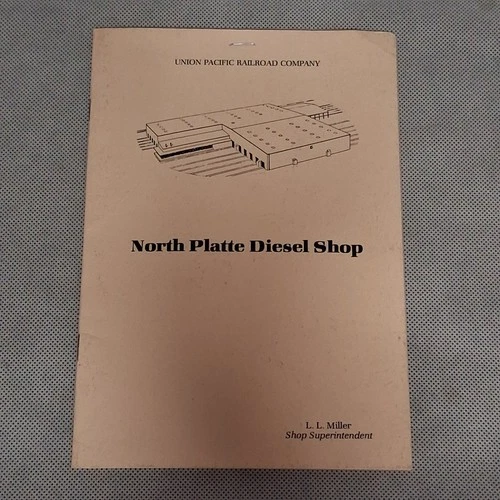 UNION PACIFIC RAILROAD COMPANY
North Platte Diesel Shop
L. L. Miller
Shop Superintendent